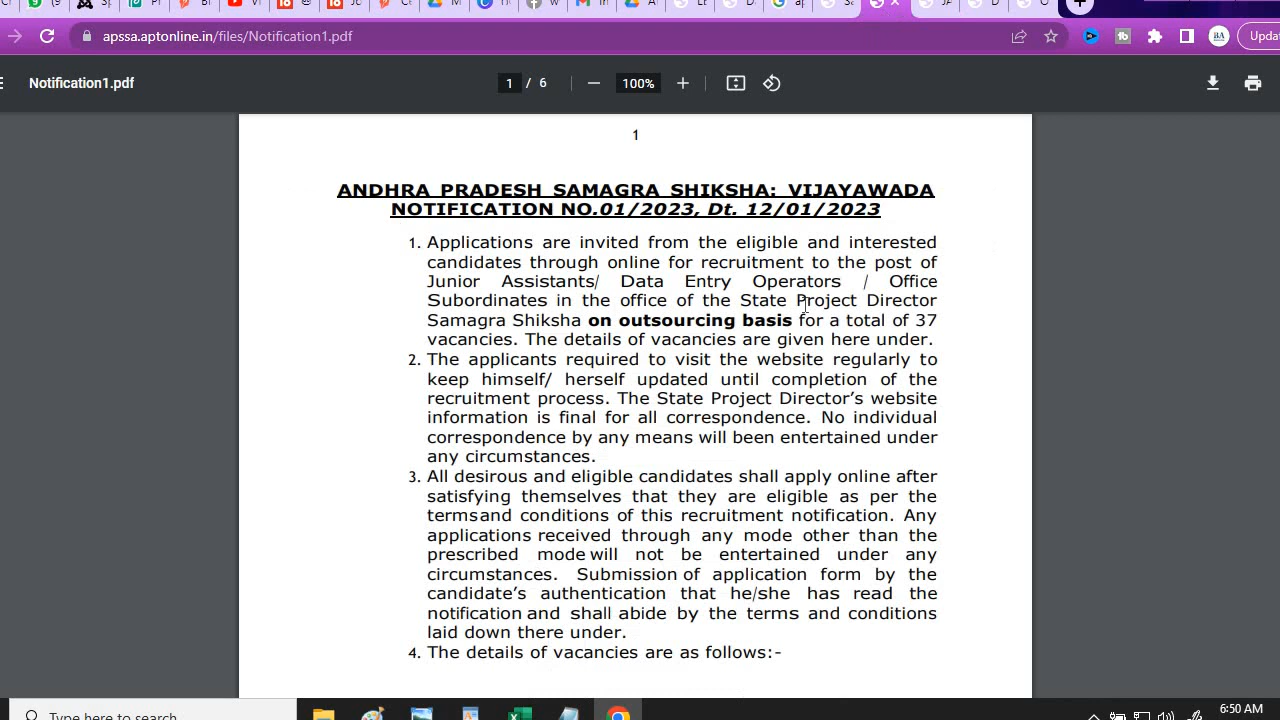 apssa.aptonline.in/files/Notification1.pdf
Notification1.pdf
1 / 6
100%
1
ANDHRA PRADESH SAMAGRA SHIKSHA: VIJAYAWADA
NOTIFICATION NO.01/2023, Dt. 12/01/2023
1. Applications are invited from the eligible and interested
candidates through online for recruitment to the post of
Junior Assistants/ Data Entry Operators / Office
Subordinates in the office of the State Project Director
Samagra Shiksha on outsourcing basis for a total of 37
vacancies. The details of vacancies are given here under.
2. The applicants required to visit the website regularly to
keep himself/ herself updated until completion of the
recruitment process. The State Project Director's website
information is final for all correspondence. No individual
correspondence by any means will been entertained under
any circumstances.
3. All desirous and eligible candidates shall apply online after
satisfying themselves that they are eligible as per the
termsand conditions of this recruitment notification. Any
applications received through any mode other than the
prescribed mode will not be entertained under any
circumstances. Submission of application form by the
candidate's authentication that he/she has read the
notification and shall abide by the terms and conditions
laid down there under.
4. The details of vacancies are as follows:-
Type here to search
6:50 AM